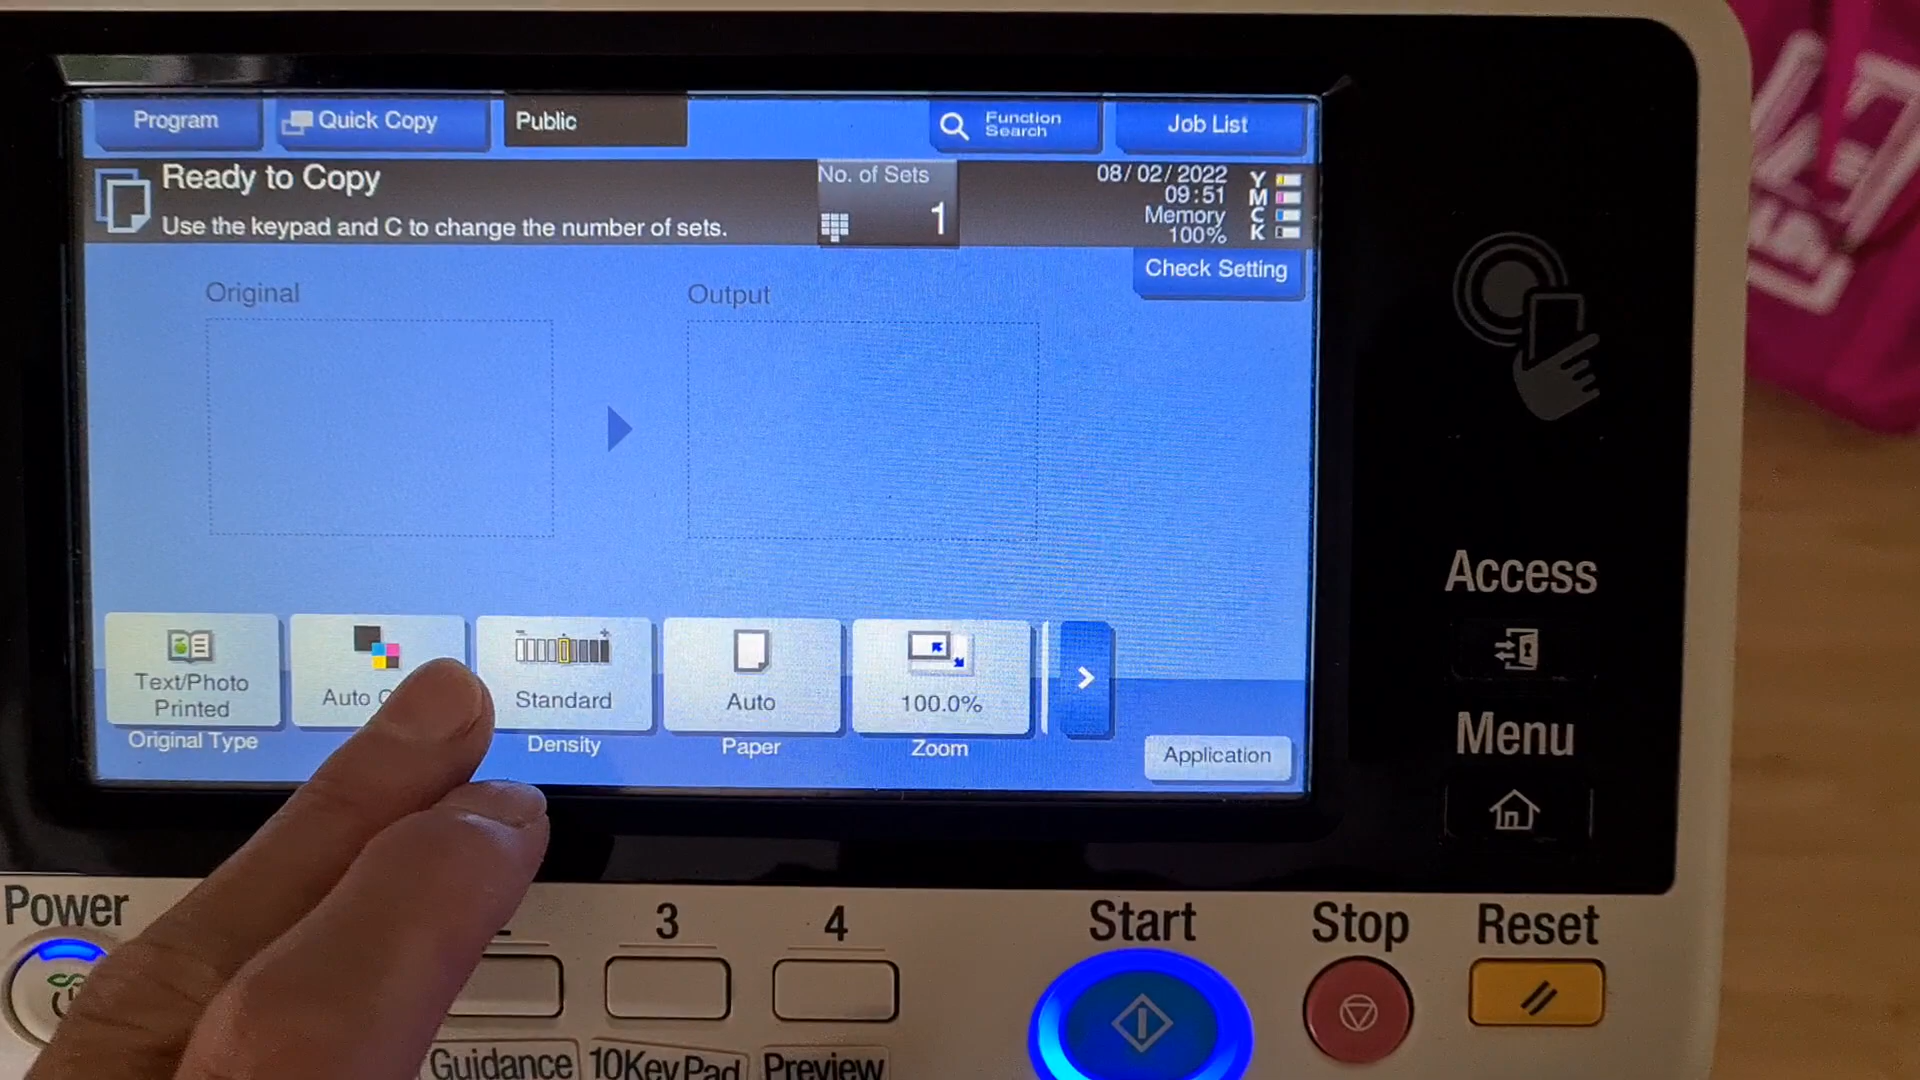 Program
Quick Copy
Public
Function
Search
Job List
Ready to Copy
Use the keypad and C to change the number of sets.
No. of Sets
1
08/02/2022
09:51
Memory
100%
Y
M
C
K
Check Setting
Original
Output
Text/Photo
Printed
Original Type
Auto
Standard
Density
Auto
Paper
100.0%
Zoom
Application
Access
Menu
Power
3
4
Start
Stop
Reset
Guidance
10KeyPad
Preview